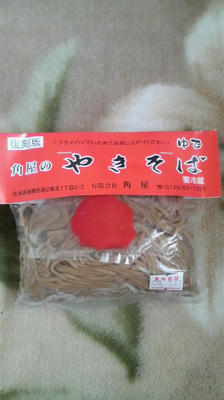 復刻版
(フライパンでいためてお召し上がりください)
角屋の やきそば ゆで
要冷蔵
有限会社 角屋